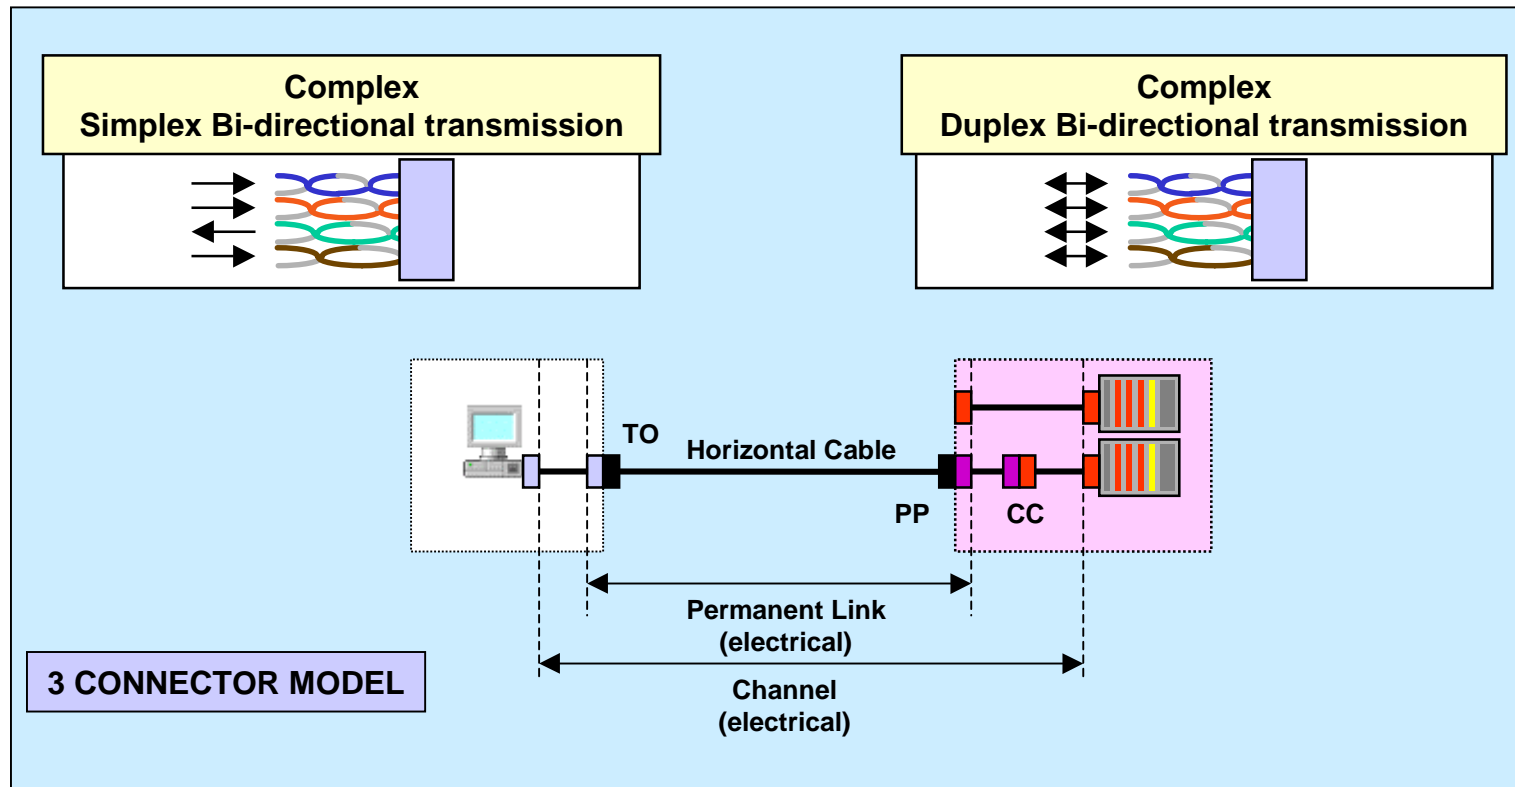 Complex
Simplex Bi-directional transmission
Complex
Duplex Bi-directional transmission
TO
Horizontal Cable
PP
CC
Permanent Link
(electrical)
3 CONNECTOR MODEL
Channel
(electrical)